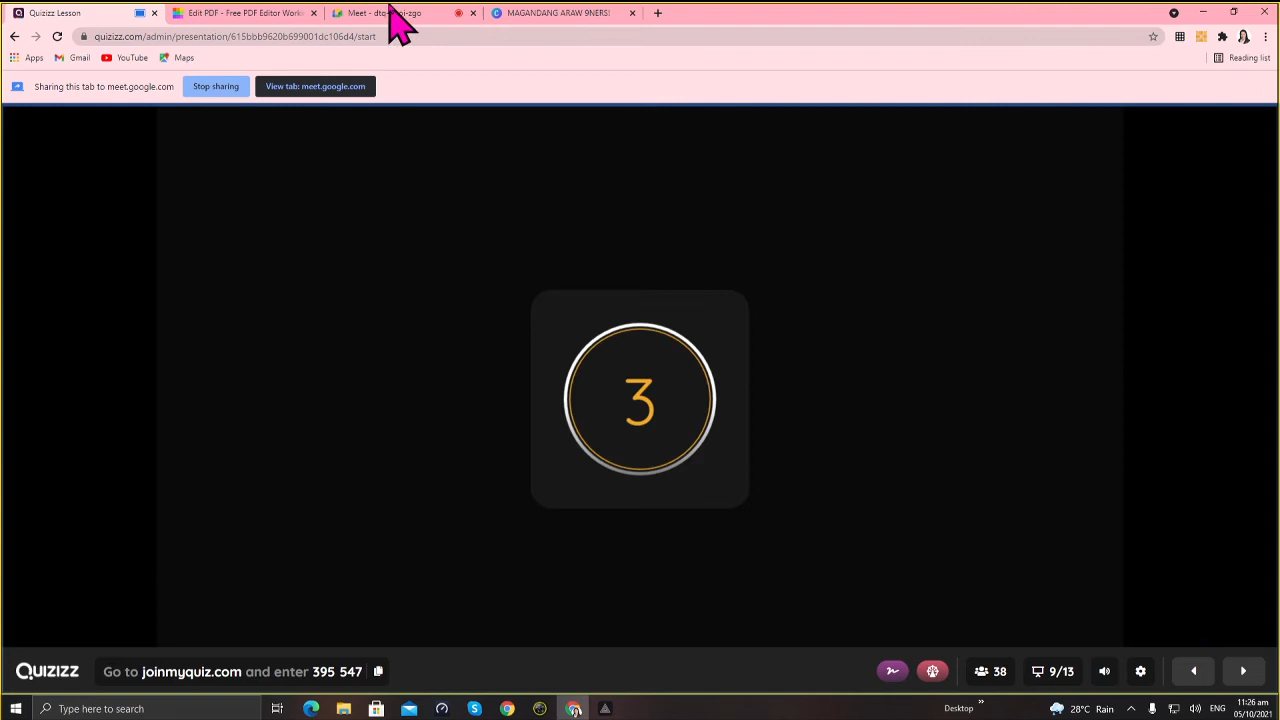 Quizizz Lesson
Edit PDF - Free PDF Editor Worki
Meet - dtq
oi-zgo
MAGANDANG ARAW 9NERS!
quizizz.com/admin/presentation/615bbb9620b699001dc106d4/start
Apps
Gmail
YouTube
Maps
Reading list
Sharing this tab to meet.google.com
Stop sharing
View tab: meet.google.com
3
QUIZIZZ
Go to joinmyquiz.com and enter 395 547
38
9/13
Type here to search
Desktop
28°C Rain
ENG
11:26 am
05/10/2021